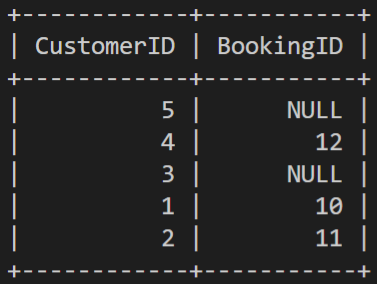 +------------+-----------+
| CustomerID | BookingID |
+------------+-----------+
|          5 |      NULL |
|          4 |        12 |
|          3 |      NULL |
|          1 |        10 |
|          2 |        11 |
+------------+-----------+